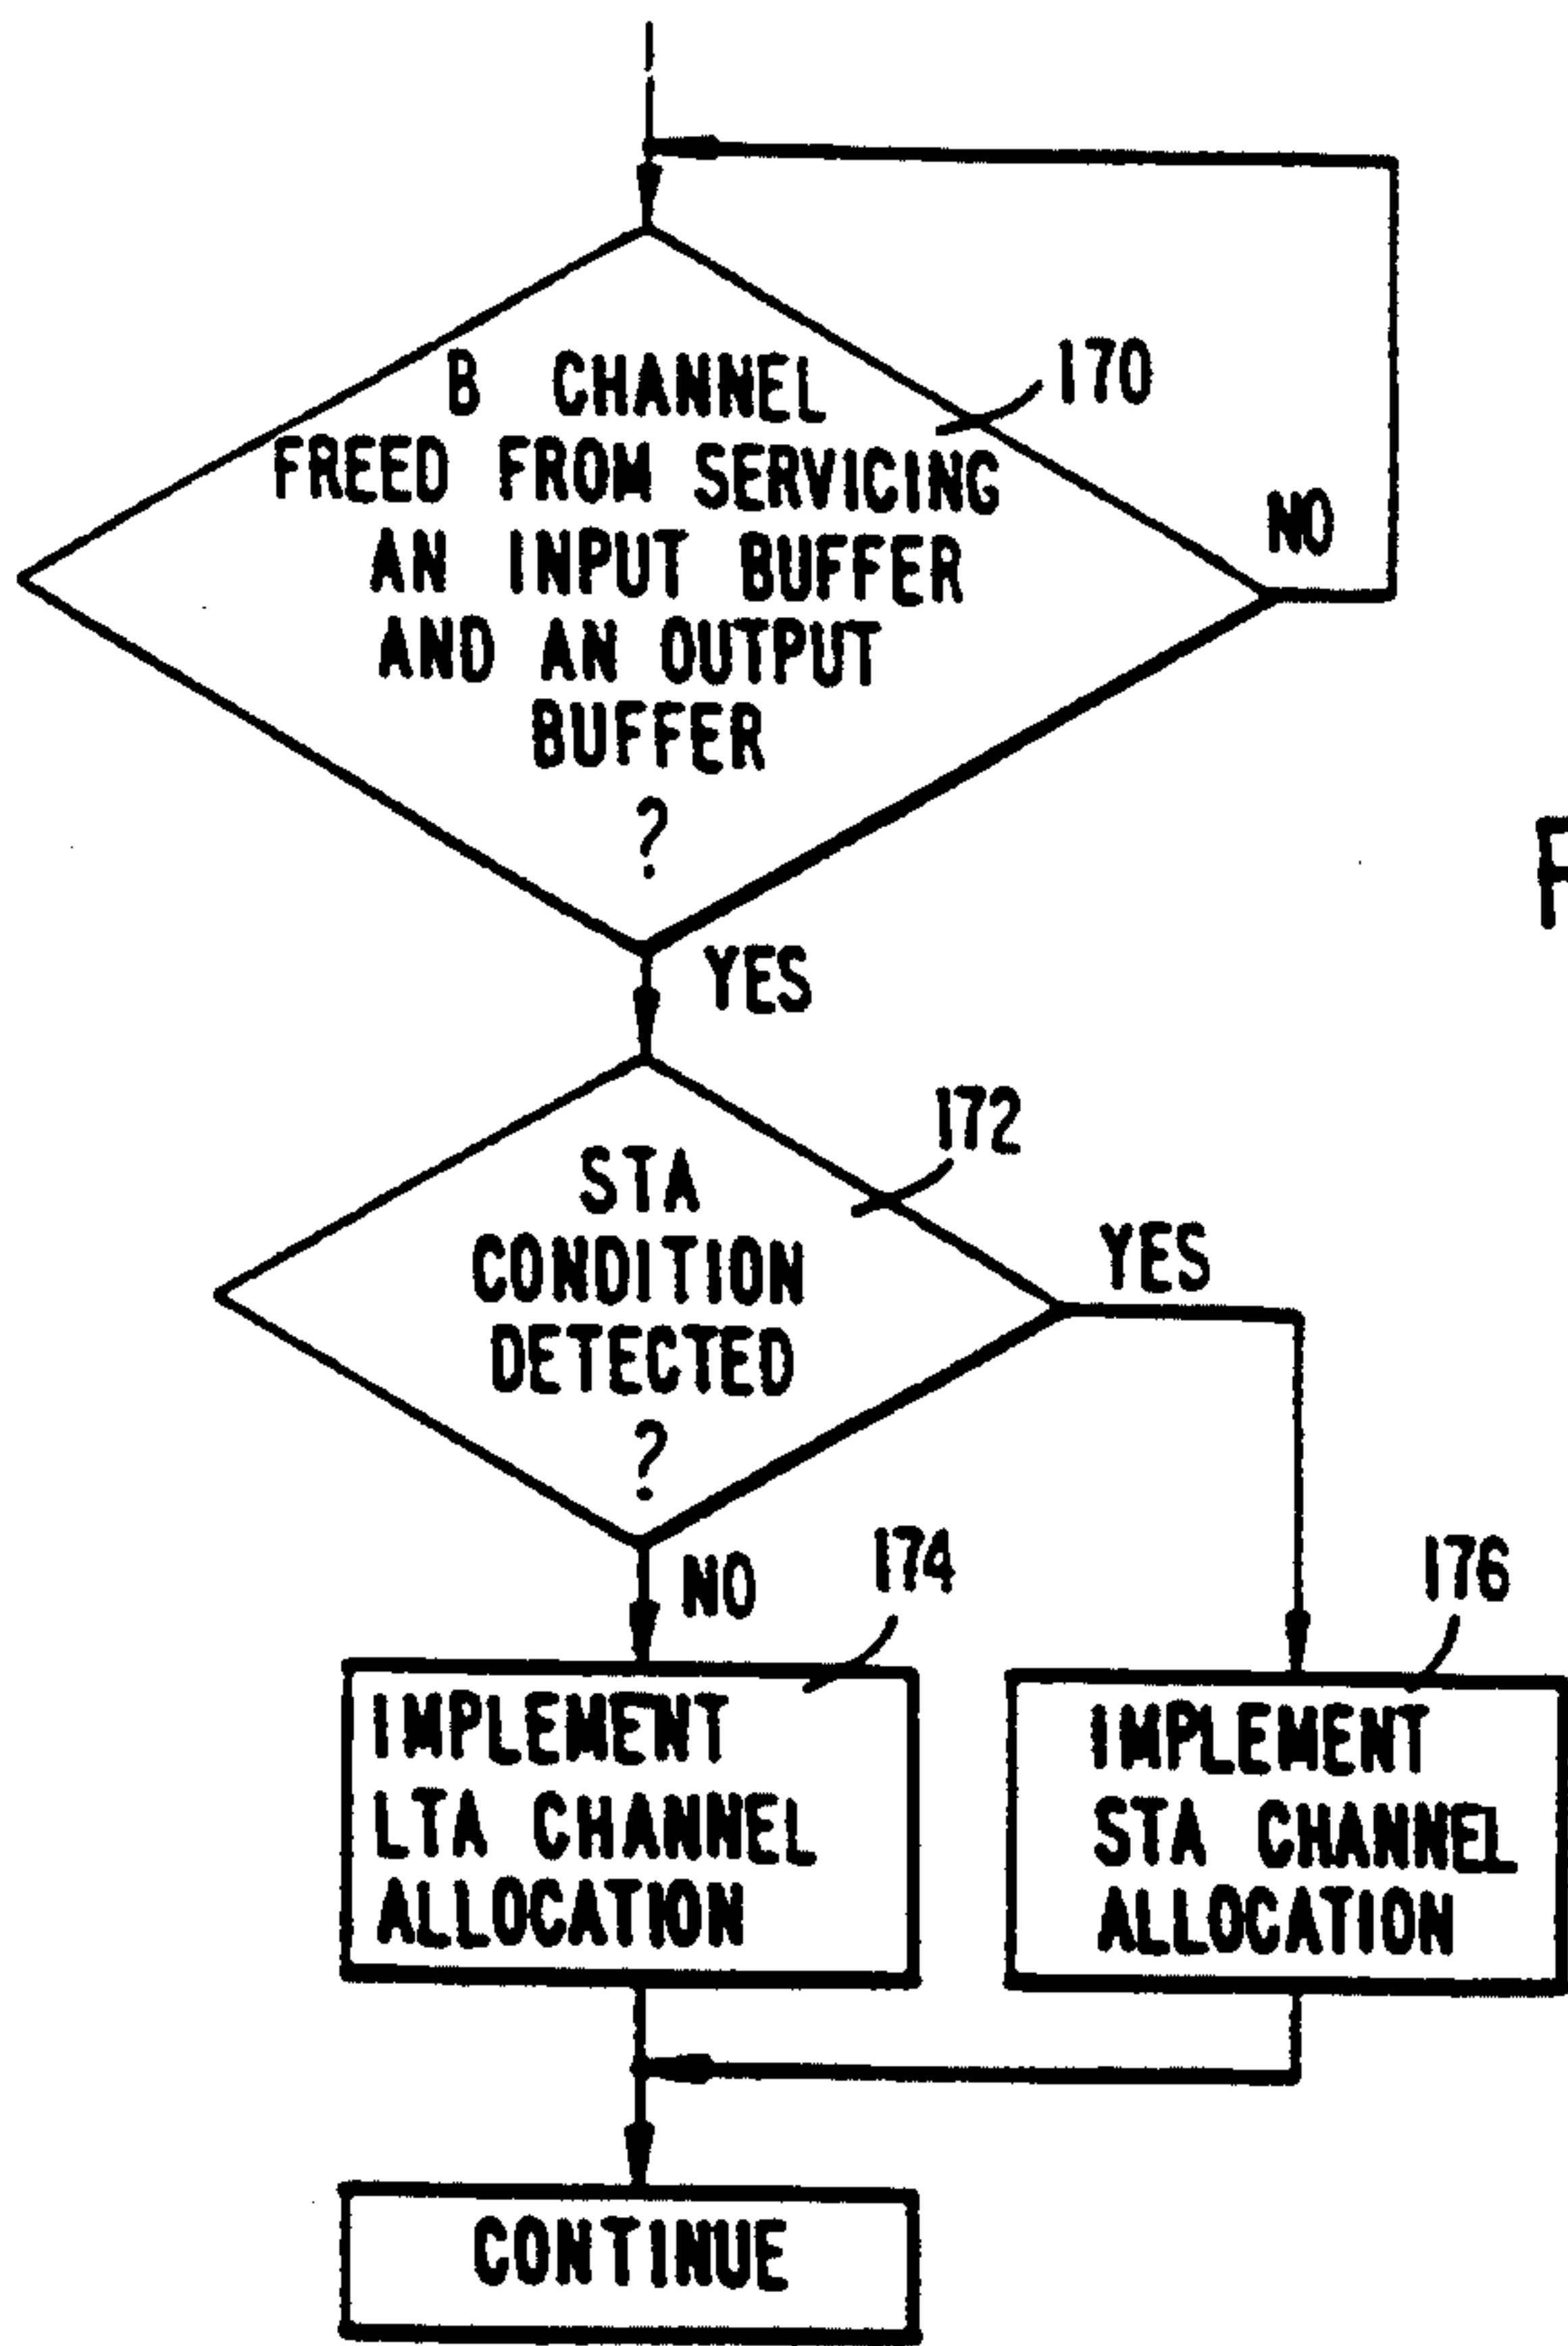 B CHANNEL
FREED FROM SERVICING
AN INPUT BUFFER
AND AN OUTPUT
BUFFER
?
170
NO
YES
172
STA
CONDITION
DETECTED
?
YES
NO
174
176
IMPLEMENT
LTA CHANNEL
ALLOCATION
IMPLEMENT
STA CHANNEL
ALLOCATION
CONTINUE